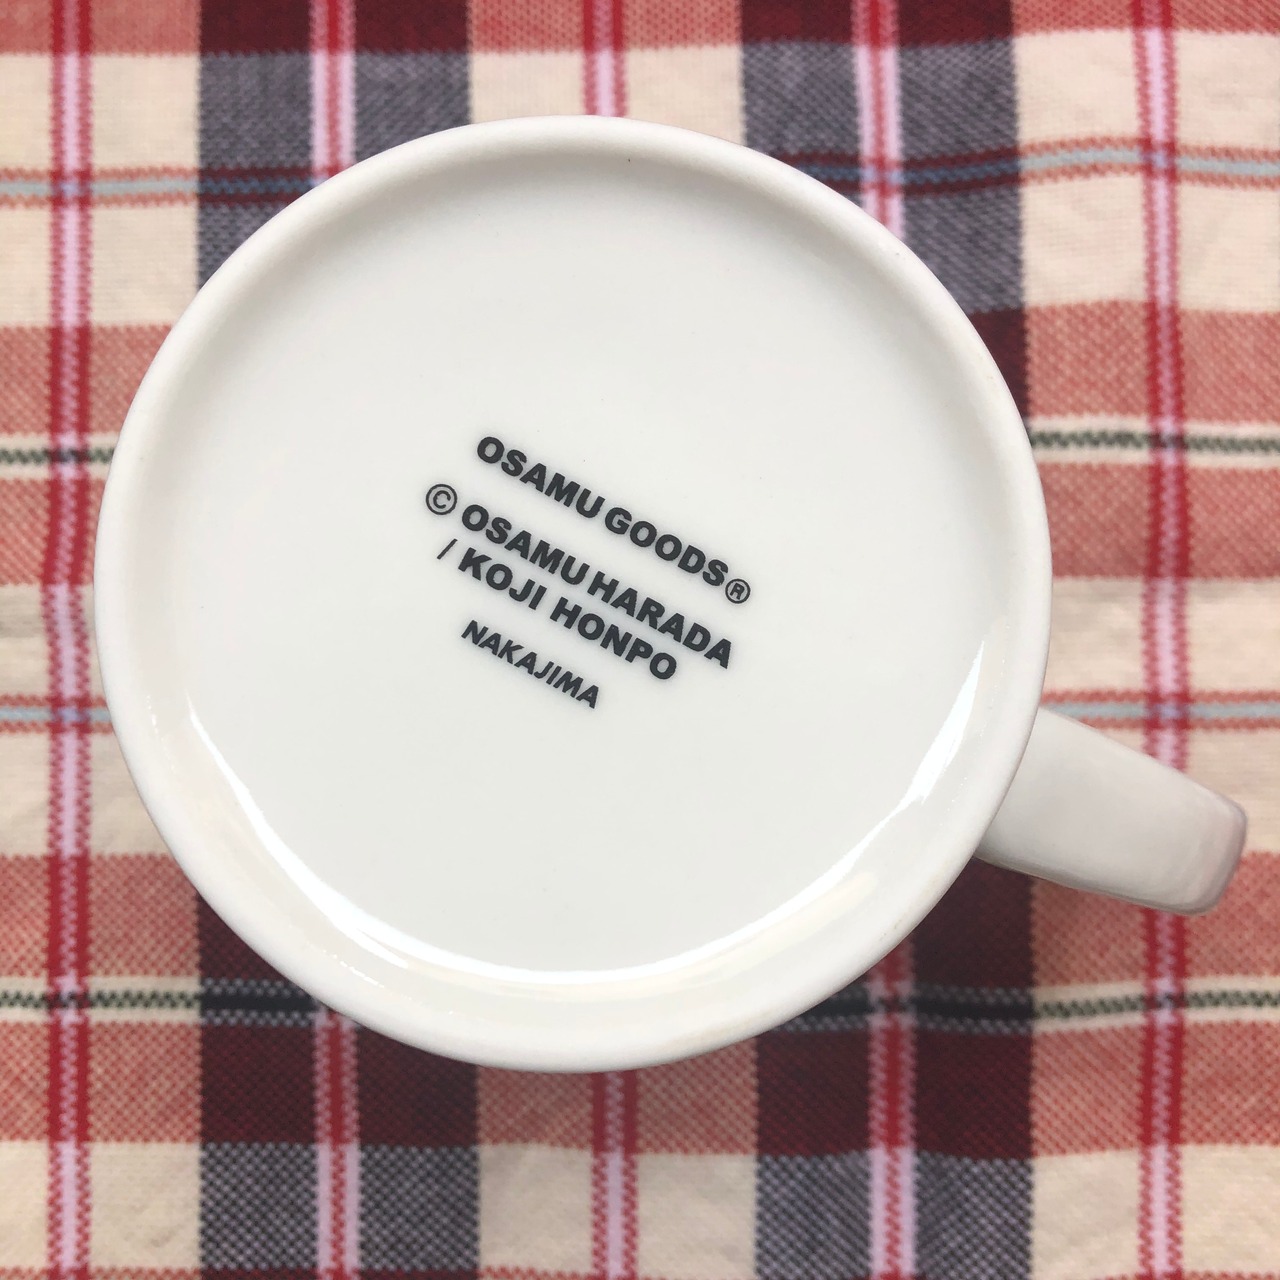 OSAMU GOODS®
© OSAMU HARADA
/ KOJI HONPO
NAKAJIMA